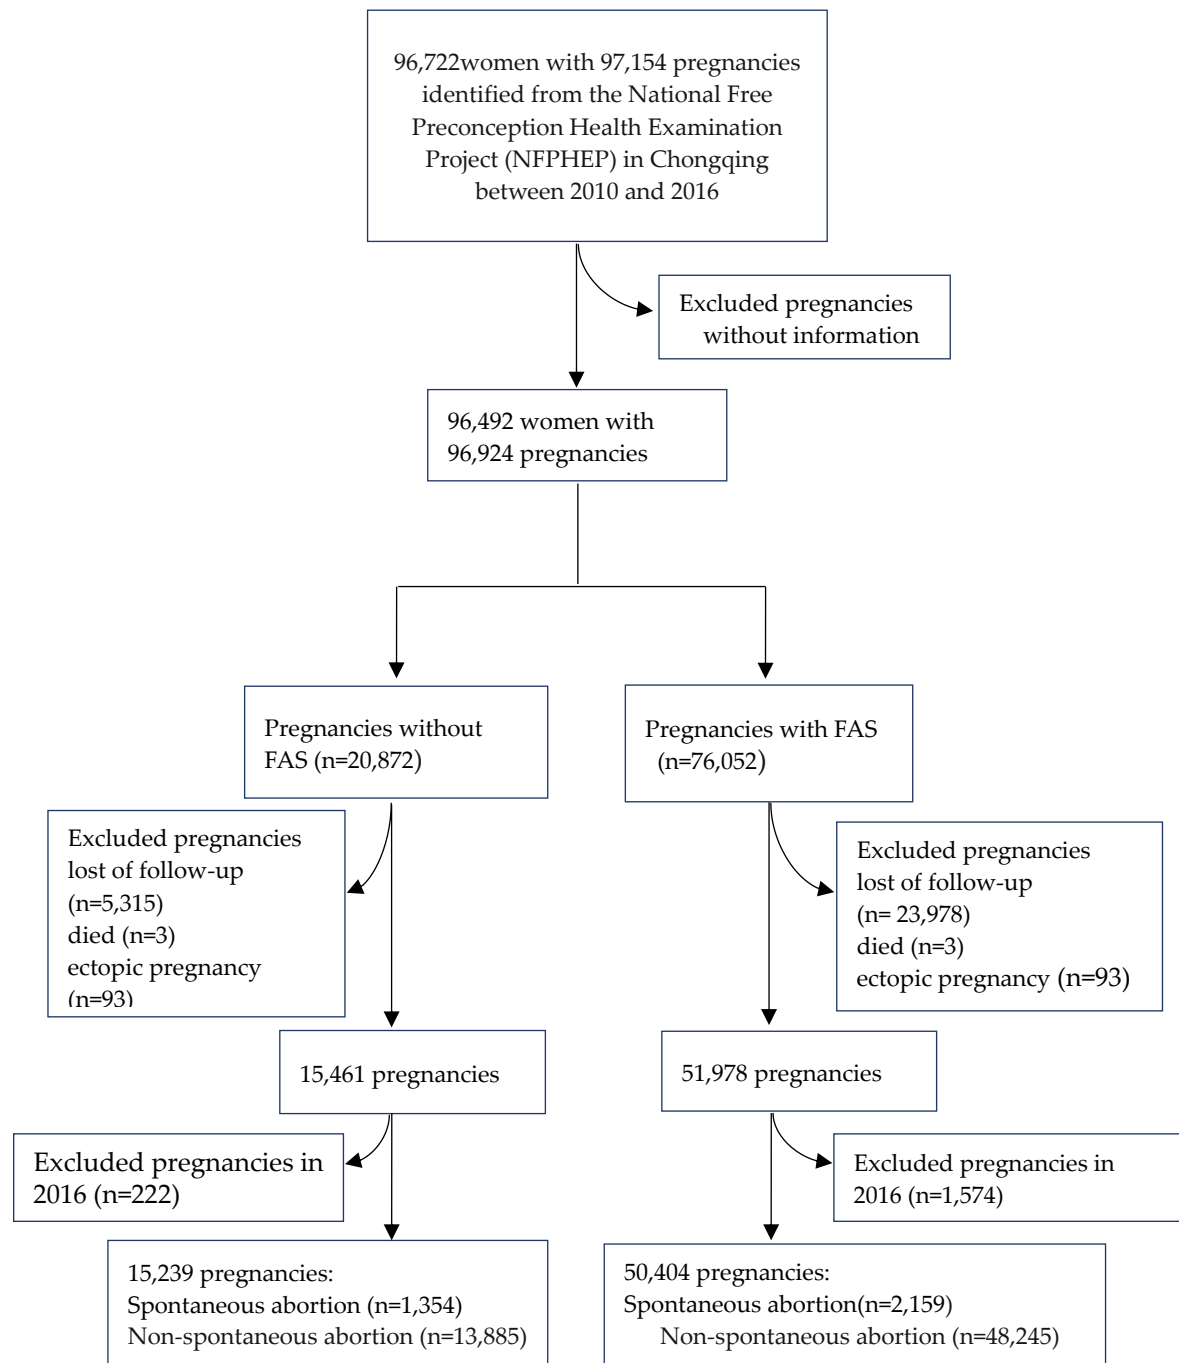 96,722women with 97,154 pregnancies
identified from the National Free
Preconception Health Examination
Project (NFPHEP) in Chongqing
between 2010 and 2016
Excluded pregnancies
without information
96,492 women with
96,924 pregnancies
Pregnancies without
FAS (n=20,872)
Pregnancies with FAS
(n=76,052)
Excluded pregnancies
lost of follow-up
(n=5,315)
died (n=3)
ectopic pregnancy
(n=93)
Excluded pregnancies
lost of follow-up
(n= 23,978)
died (n=3)
ectopic pregnancy (n=93)
15,461 pregnancies
51,978 pregnancies
Excluded pregnancies in
2016 (n=222)
Excluded pregnancies in
2016 (n=1,574)
15,239 pregnancies:
Spontaneous abortion (n=1,354)
Non-spontaneous abortion (n=13,885)
50,404 pregnancies:
Spontaneous abortion(n=2,159)
Non-spontaneous abortion (n=48,245)